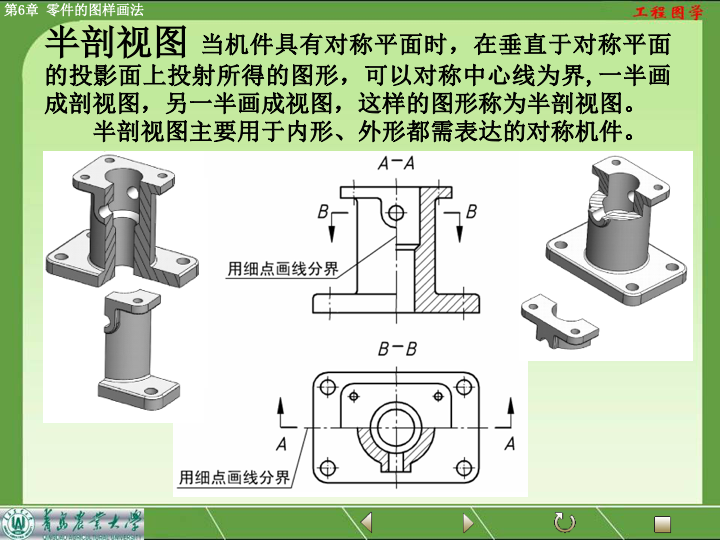 第6章 零件的图样画法
工程图学
半剖视图 当机件具有对称平面时，在垂直于对称平面
的投影面上投射所得的图形，可以对称中心线为界,一半画
成剖视图，另一半画成视图，这样的图形称为半剖视图。
半剖视图主要用于内形、外形都需表达的对称机件。
A－A
B
B
用细点画线分界
B－B
A
A
用细点画线分界
青岛农业大学